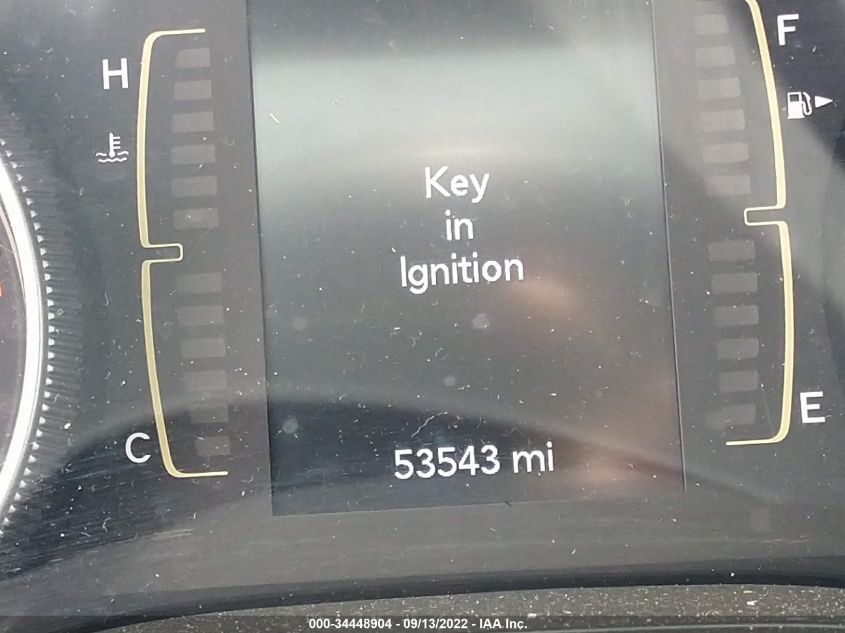 H
F
Key
in
Ignition
C
E
53543 mi
000-34448904 - 09/13/2022 - IAA Inc.